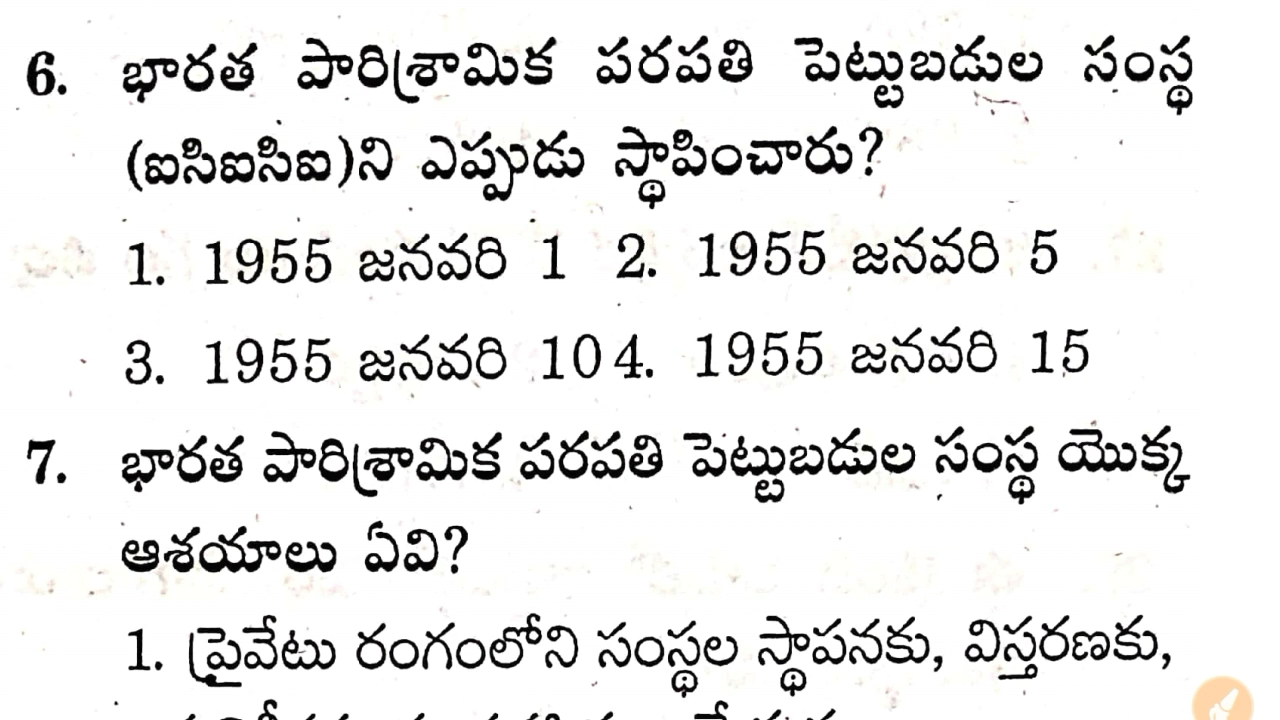 6. భారత పారిశ్రామిక పరపతి పెట్టుబడుల సంస్థ
(ఐసిఐసిఐ)ని ఎప్పుడు స్థాపించారు?
1. 1955 జనవరి 1 2. 1955 జనవరి 5
3. 1955 జనవరి 10 4. 1955 జనవరి 15
7. భారత పారిశ్రామిక పరపతి పెట్టుబడుల సంస్థ యొక్క
ఆశయాలు ఏవి?
1. ప్రైవేటు రంగంలోని సంస్థల స్థాపనకు, విస్తరణకు,